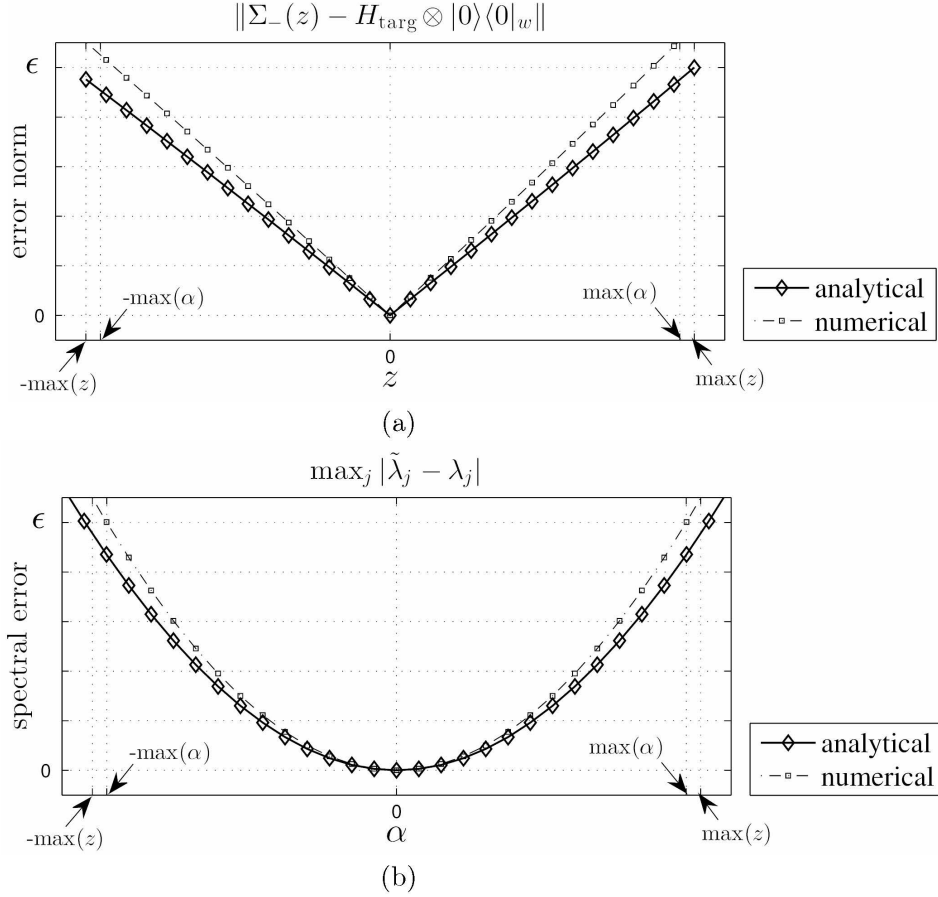 ‖Σ₋(z) − H_targ ⊗ |0⟩⟨0|_w‖
ϵ
error norm
0
-max(α)
max(α)
analytical
numerical
0
-max(z)
z
max(z)
(a)
max_j |λ̃_j − λ_j|
ϵ
spectral error
0
-max(α)
max(α)
analytical
numerical
0
-max(z)
α
max(z)
(b)